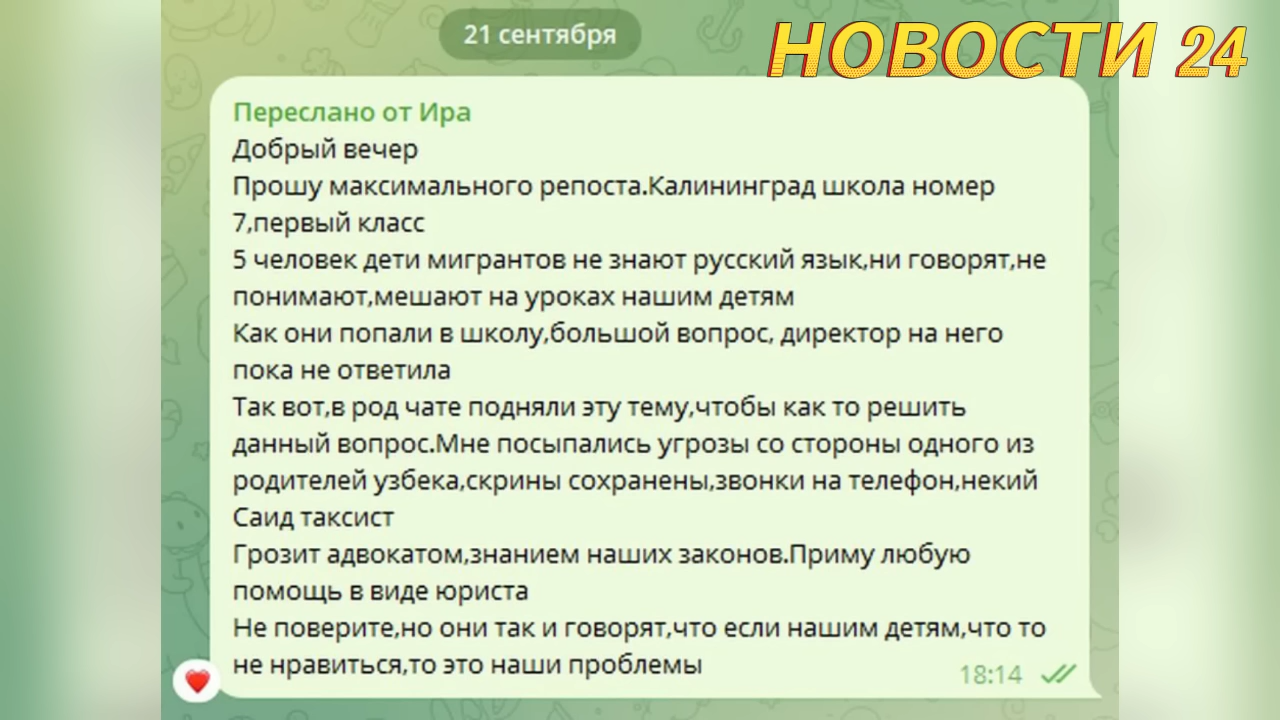 21 сентября
НОВОСТИ 24
Переслано от Ира
Добрый вечер
Прошу максимального репоста.Калининград школа номер
7,первый класс
5 человек дети мигрантов не знают русский язык,ни говорят,не
понимают,мешают на уроках нашим детям
Как они попали в школу,большой вопрос, директор на него
пока не ответила
Так вот,в род чате подняли эту тему,чтобы как то решить
данный вопрос.Мне посыпались угрозы со стороны одного из
родителей узбека,скрины сохранены,звонки на телефон,некий
Саид таксист
Грозит адвокатом,знанием наших законов.Приму любую
помощь в виде юриста
Не поверите,но они так и говорят,что если нашим детям,что то
не нравиться,то это наши проблемы
18:14